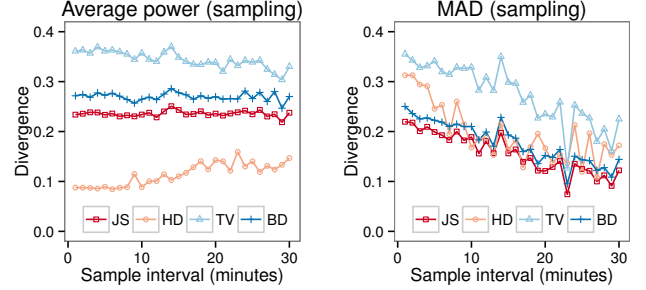 Average power (sampling)
0.4
0.3
0.2
0.1
0.0
Divergence
JS HD TV BD
0 10 20 30
Sample interval (minutes)
MAD (sampling)
0.4
0.3
0.2
0.1
0.0
Divergence
JS HD TV BD
0 10 20 30
Sample interval (minutes)